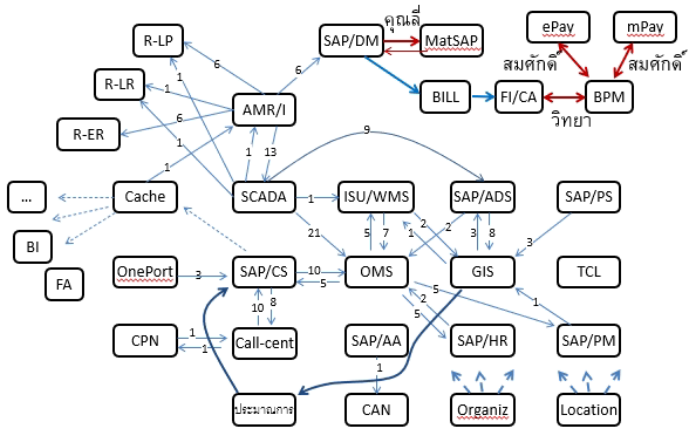 คุณลี่
ePay
mPay
R-LP
SAP/DM
MatSAP
สมศักดิ์
สมศักดิ์
6
6
1
R-LR
1
AMR/I
BILL
FI/CA
BPM
วิทยา
6
R-ER
1
9
1
13
1
...
Cache
SCADA
1
ISU/WMS
SAP/ADS
SAP/PS
21
5
7
2
2
1
3
8
3
BI
FA
OnePort
3
SAP/CS
10
5
OMS
GIS
TCL
5
10
8
2
5
1
CPN
1
1
Call-cent
SAP/AA
SAP/HR
SAP/PM
1
ประมาณการ
CAN
Organiz
Location